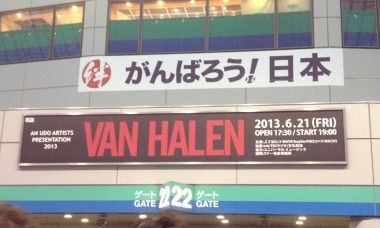 絆 がんばろう!日本
AN UDO ARTISTS
PRESENTATION
2013
VAN HALEN
2013.6.21(FRI)
OPEN 17:30 / START 19:00
ゲート 22 ゲート
GATE GATE